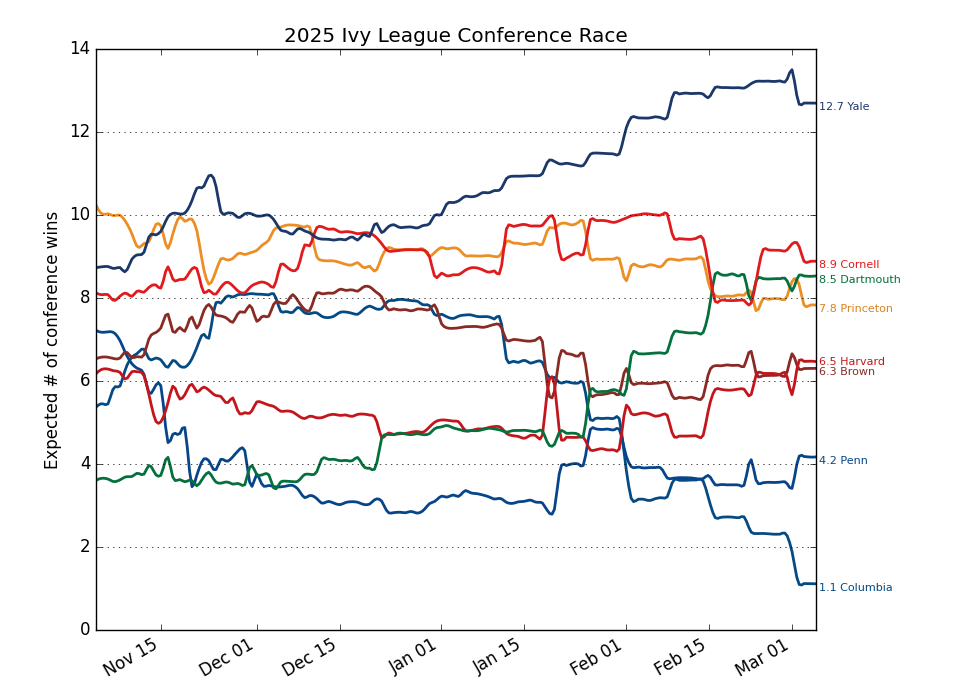 2025 Ivy League Conference Race
Expected # of conference wins
14
12
10
8
6
4
2
0
12.7 Yale
8.9 Cornell
8.5 Dartmouth
7.8 Princeton
6.5 Harvard
6.3 Brown
4.2 Penn
1.1 Columbia
Nov 15
Dec 01
Dec 15
Jan 01
Jan 15
Feb 01
Feb 15
Mar 01